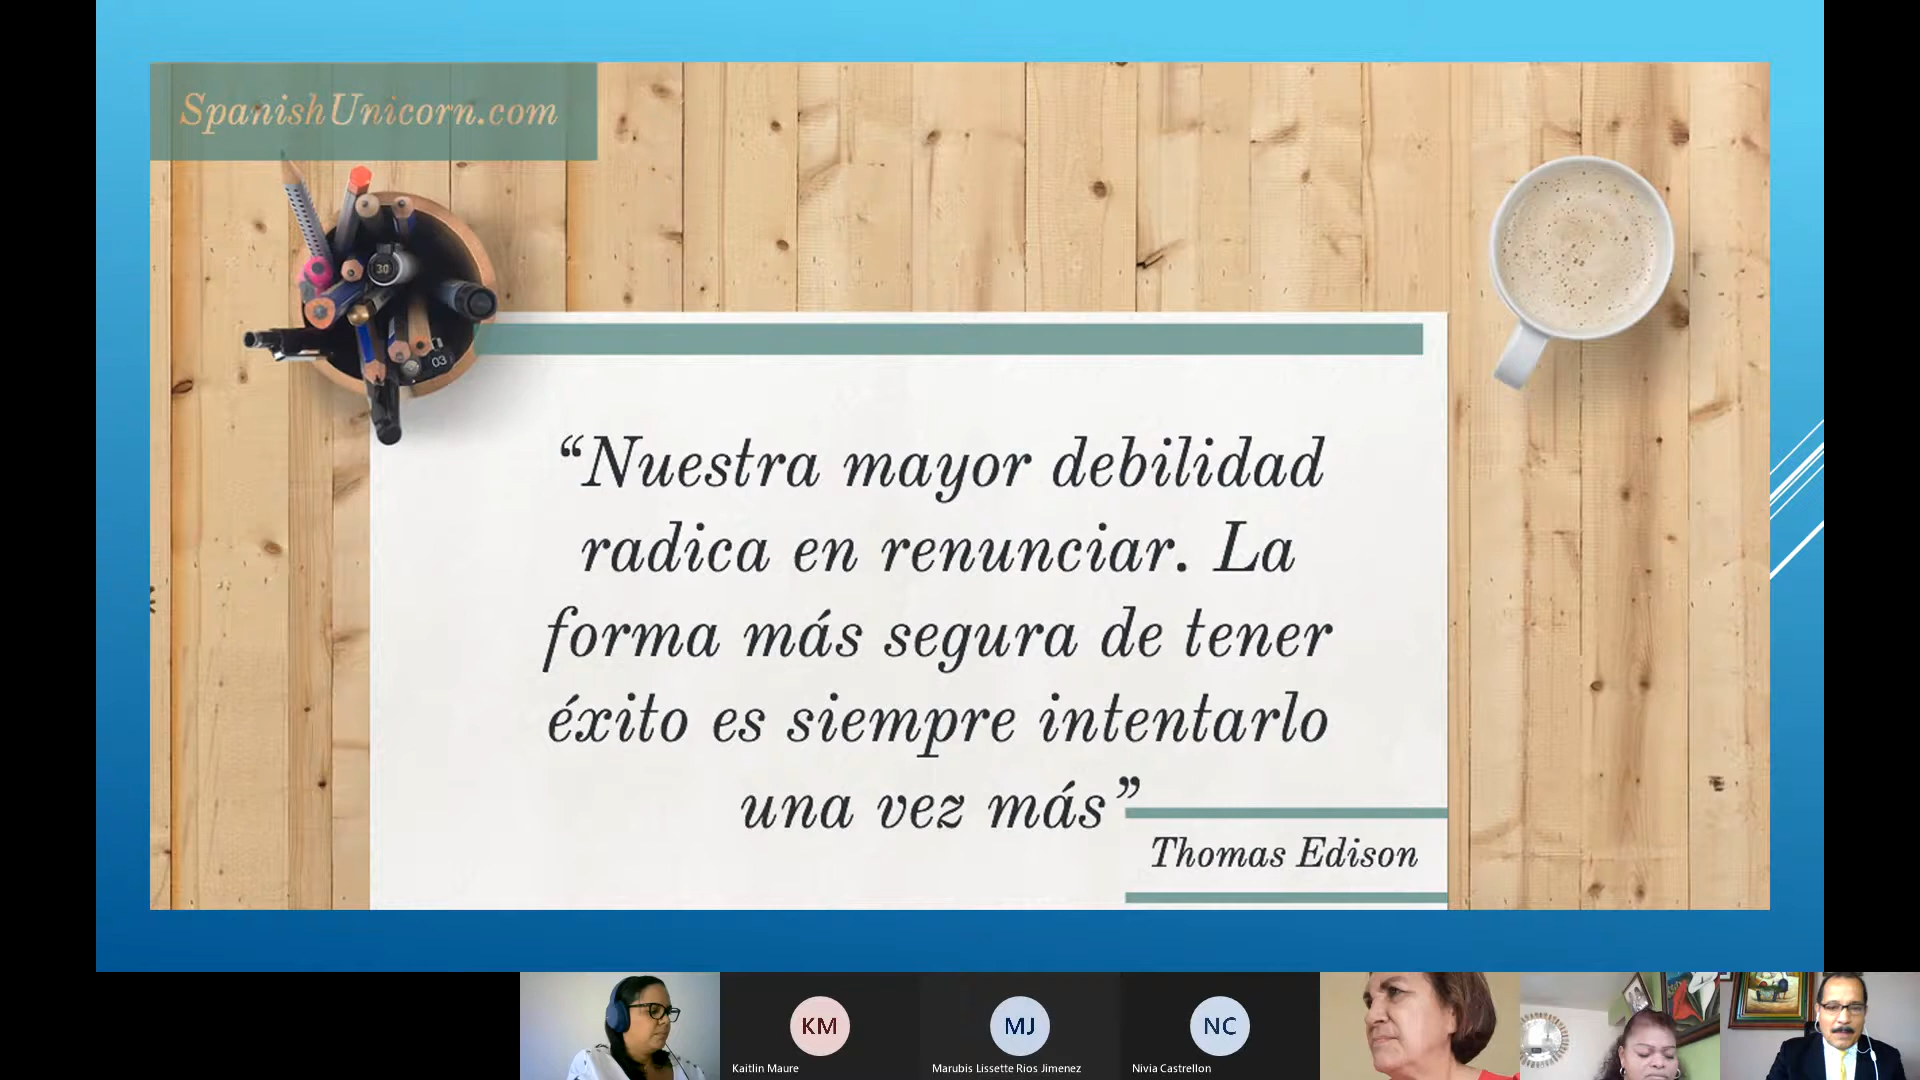 SpanishUnicorn.com
30
03
“Nuestra mayor debilidad
radica en renunciar. La
forma más segura de tener
éxito es siempre intentarlo
una vez más”
Thomas Edison
KM
Kaitlin Maure
MJ
Marubis Lissette Rios Jimenez
NC
Nivia Castrellon